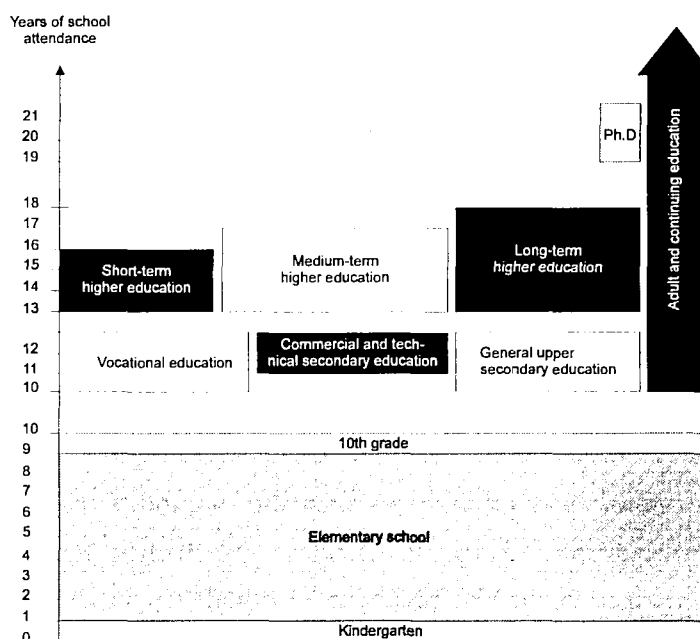 Years of school
attendance
21
20
19
Ph.D
Adult and continuing education
18
17
16
15
14
13
Short-term
higher education
Medium-term
higher education
Long-term
higher education
12
11
10
Vocational education
Commercial and tech-
nical secondary education
General upper
secondary education
10
10th grade
9
8
7
6
5
4
3
2
1
Elementary school
Kindergarten
0